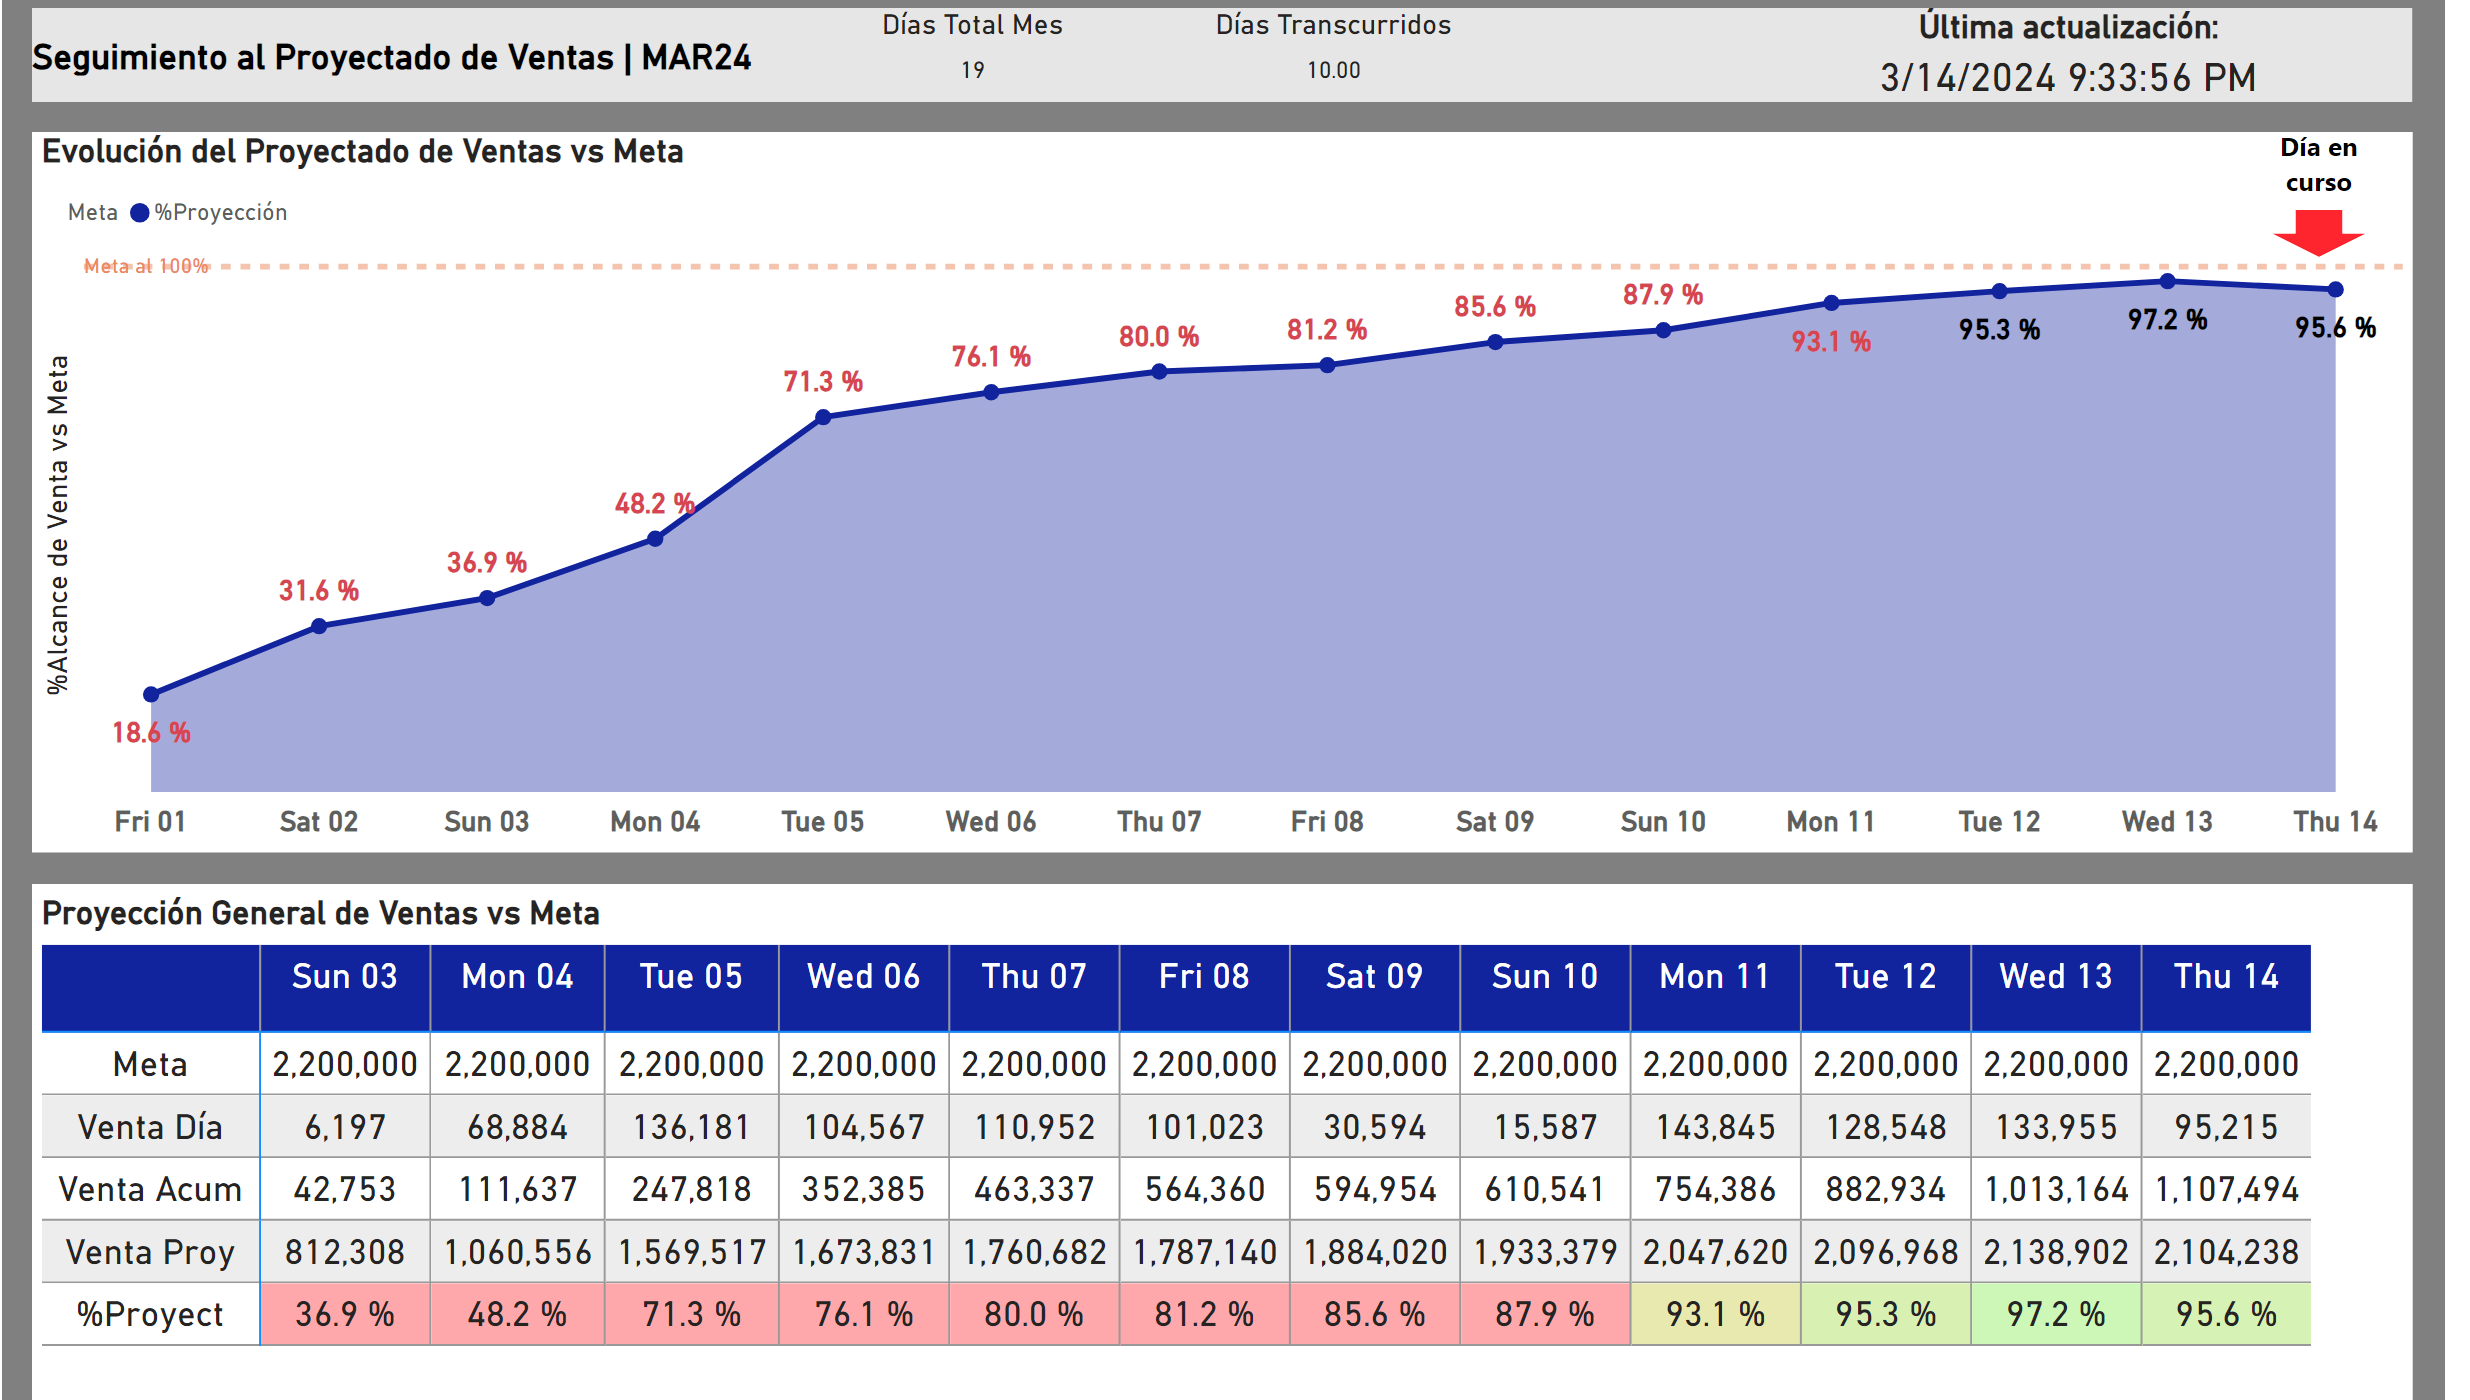 Seguimiento al Proyectado de Ventas | MAR24
Días Total Mes
19
Días Transcurridos
10.00
Última actualización:
3/14/2024 9:33:56 PM
Evolución del Proyectado de Ventas vs Meta
Día en
curso
Meta %Proyección
Meta al 100%
%Alcance de Venta vs Meta
18.6 %
31.6 %
36.9 %
48.2 %
71.3 %
76.1 %
80.0 %
81.2 %
85.6 %
87.9 %
93.1 %
95.3 %
97.2 %
95.6 %
Fri 01 Sat 02 Sun 03 Mon 04 Tue 05 Wed 06 Thu 07 Fri 08 Sat 09 Sun 10 Mon 11 Tue 12 Wed 13 Thu 14
Proyección General de Ventas vs Meta
Sun 03 Mon 04 Tue 05 Wed 06 Thu 07 Fri 08 Sat 09 Sun 10 Mon 11 Tue 12 Wed 13 Thu 14
Meta 2,200,000 2,200,000 2,200,000 2,200,000 2,200,000 2,200,000 2,200,000 2,200,000 2,200,000 2,200,000 2,200,000 2,200,000
Venta Día 6,197 68,884 136,181 104,567 110,952 101,023 30,594 15,587 143,845 128,548 133,955 95,215
Venta Acum 42,753 111,637 247,818 352,385 463,337 564,360 594,954 610,541 754,386 882,934 1,013,164 1,107,494
Venta Proy 812,308 1,060,556 1,569,517 1,673,831 1,760,682 1,787,140 1,884,020 1,933,379 2,047,620 2,096,968 2,138,902 2,104,238
%Proyect 36.9 % 48.2 % 71.3 % 76.1 % 80.0 % 81.2 % 85.6 % 87.9 % 93.1 % 95.3 % 97.2 % 95.6 %